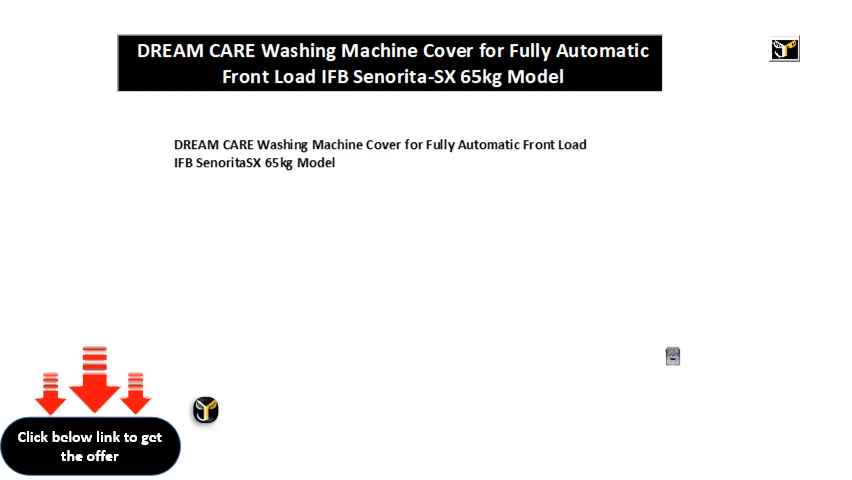 DREAM CARE Washing Machine Cover for Fully Automatic
Front Load IFB Senorita-SX 65kg Model
DREAM CARE Washing Machine Cover for Fully Automatic Front Load
IFB SenoritaSX 65kg Model
Click below link to get
the offer